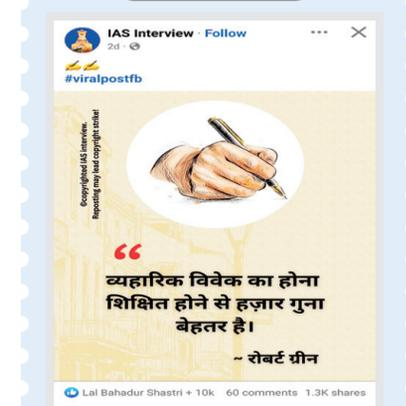 IAS Interview · Follow
2d ·
✍️✍️
#viralpostfb
©copyrighted IAS interview.
Reposting may lead copyright strike!
“
व्यहारिक विवेक का होना
शिक्षित होने से हज़ार गुना
बेहतर है।
~ रोबर्ट ग्रीन
Lal Bahadur Shastri + 10k 60 comments 1.3K shares